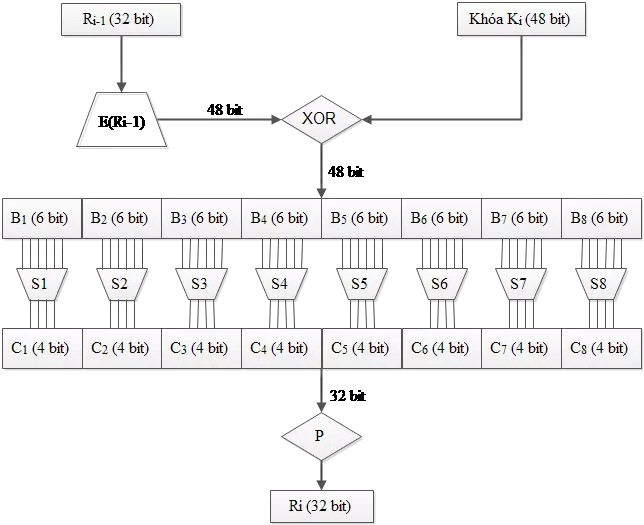 Ri-1 (32 bit)
Khóa Ki (48 bit)
E(Ri-1)
48 bit
XOR
48 bit
B1 (6 bit) B2 (6 bit) B3 (6 bit) B4 (6 bit) B5 (6 bit) B6 (6 bit) B7 (6 bit) B8 (6 bit)
S1 S2 S3 S4 S5 S6 S7 S8
C1 (4 bit) C2 (4 bit) C3 (4 bit) C4 (4 bit) C5 (4 bit) C6 (4 bit) C7 (4 bit) C8 (4 bit)
32 bit
P
Ri (32 bit)